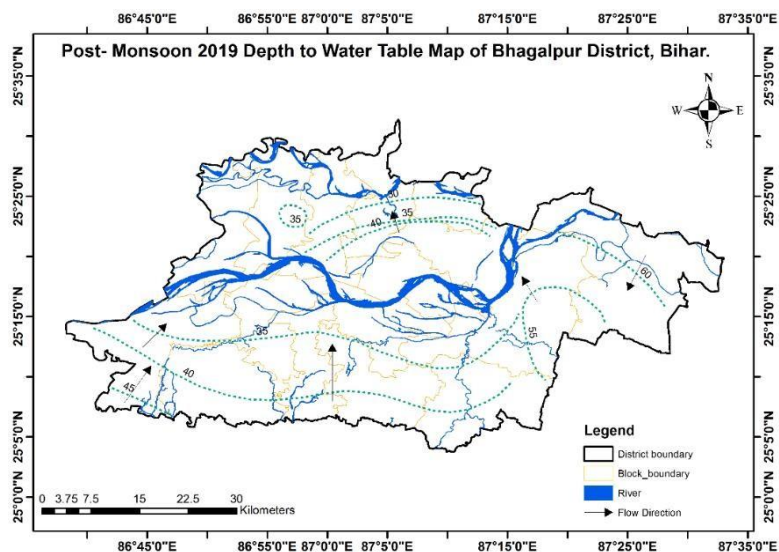 Post- Monsoon 2019 Depth to Water Table Map of Bhagalpur District, Bihar.
86°45'0"E 86°55'0"E 87°0'0"E 87°5'0"E 87°15'0"E 87°25'0"E 87°35'0"E
25°35'0"N 25°35'0"N
N
W E
S
25°25'0"N 25°25'0"N
30
35
40
35
60
25°15'0"N 25°15'0"N
35
55
40
45
25°5'0"N 25°5'0"N
Legend
District boundary
Block_boundary
River
Flow Direction
25°0'0"N 25°0'0"N
0 3.75 7.5 15 22.5 30
Kilometers
86°45'0"E 86°55'0"E 87°0'0"E 87°5'0"E 87°15'0"E 87°25'0"E 87°35'0"E